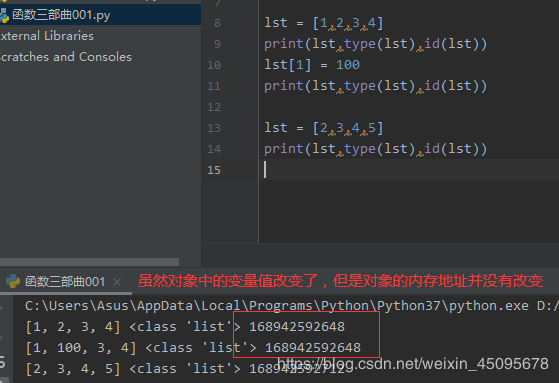 函数三部曲001.py
xternal Libraries
cratches and Consoles
7
8 lst = [1,2,3,4]
9 print(lst,type(lst),id(lst))
10 lst[1] = 100
11 print(lst,type(lst),id(lst))
12
13 lst = [2,3,4,5]
14 print(lst,type(lst),id(lst))
15
函数三部曲001 × 虽然对象中的变量值改变了，但是对象的内存地址并没有改变
C:\Users\Asus\AppData\Local\Programs\Python\Python37\python.exe D:/
[1, 2, 3, 4] <class 'list'> 168942592648
[1, 100, 3, 4] <class 'list'> 168942592648
[2, 3, 4, 5] <class 'list'>
https://blog.csdn.net/weixin_45095678